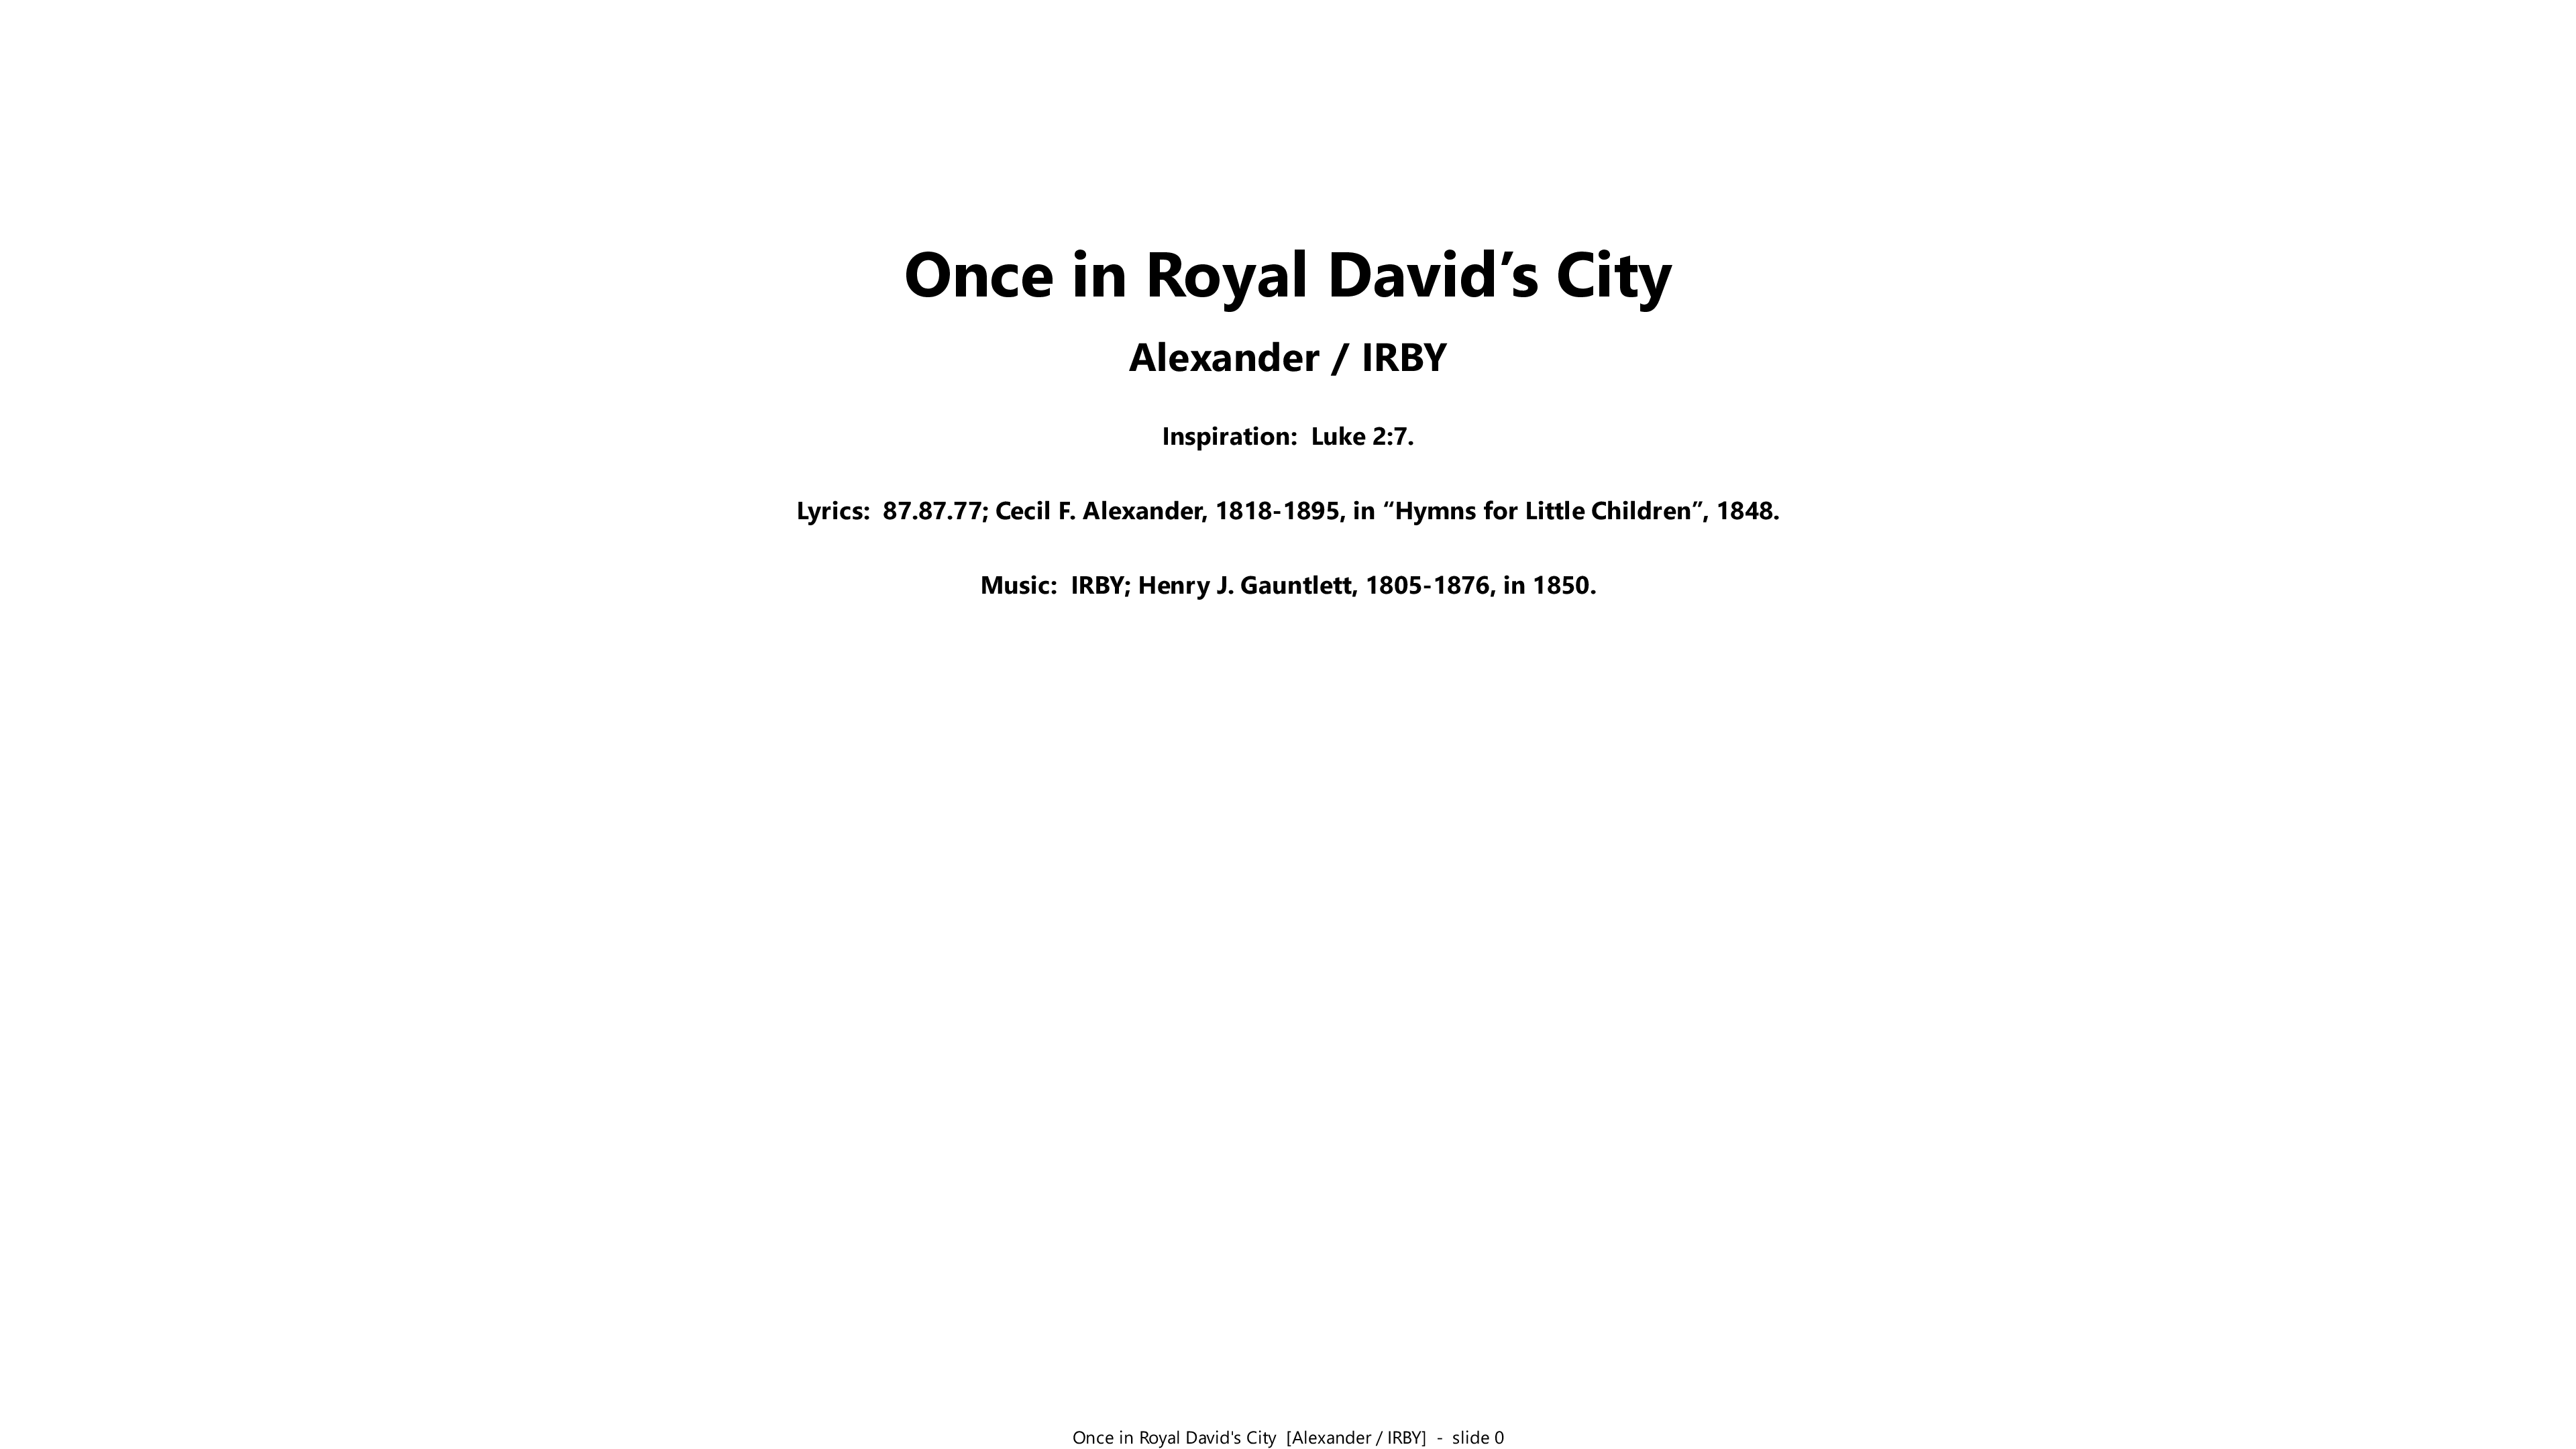 Once in Royal David’s City
Alexander / IRBY
Inspiration:  Luke 2:7.
Lyrics:  87.87.77; Cecil F. Alexander, 1818-1895, in “Hymns for Little Children”, 1848.
Music:  IRBY; Henry J. Gauntlett, 1805-1876, in 1850.
Once in Royal David's City  [Alexander / IRBY]  -  slide 0